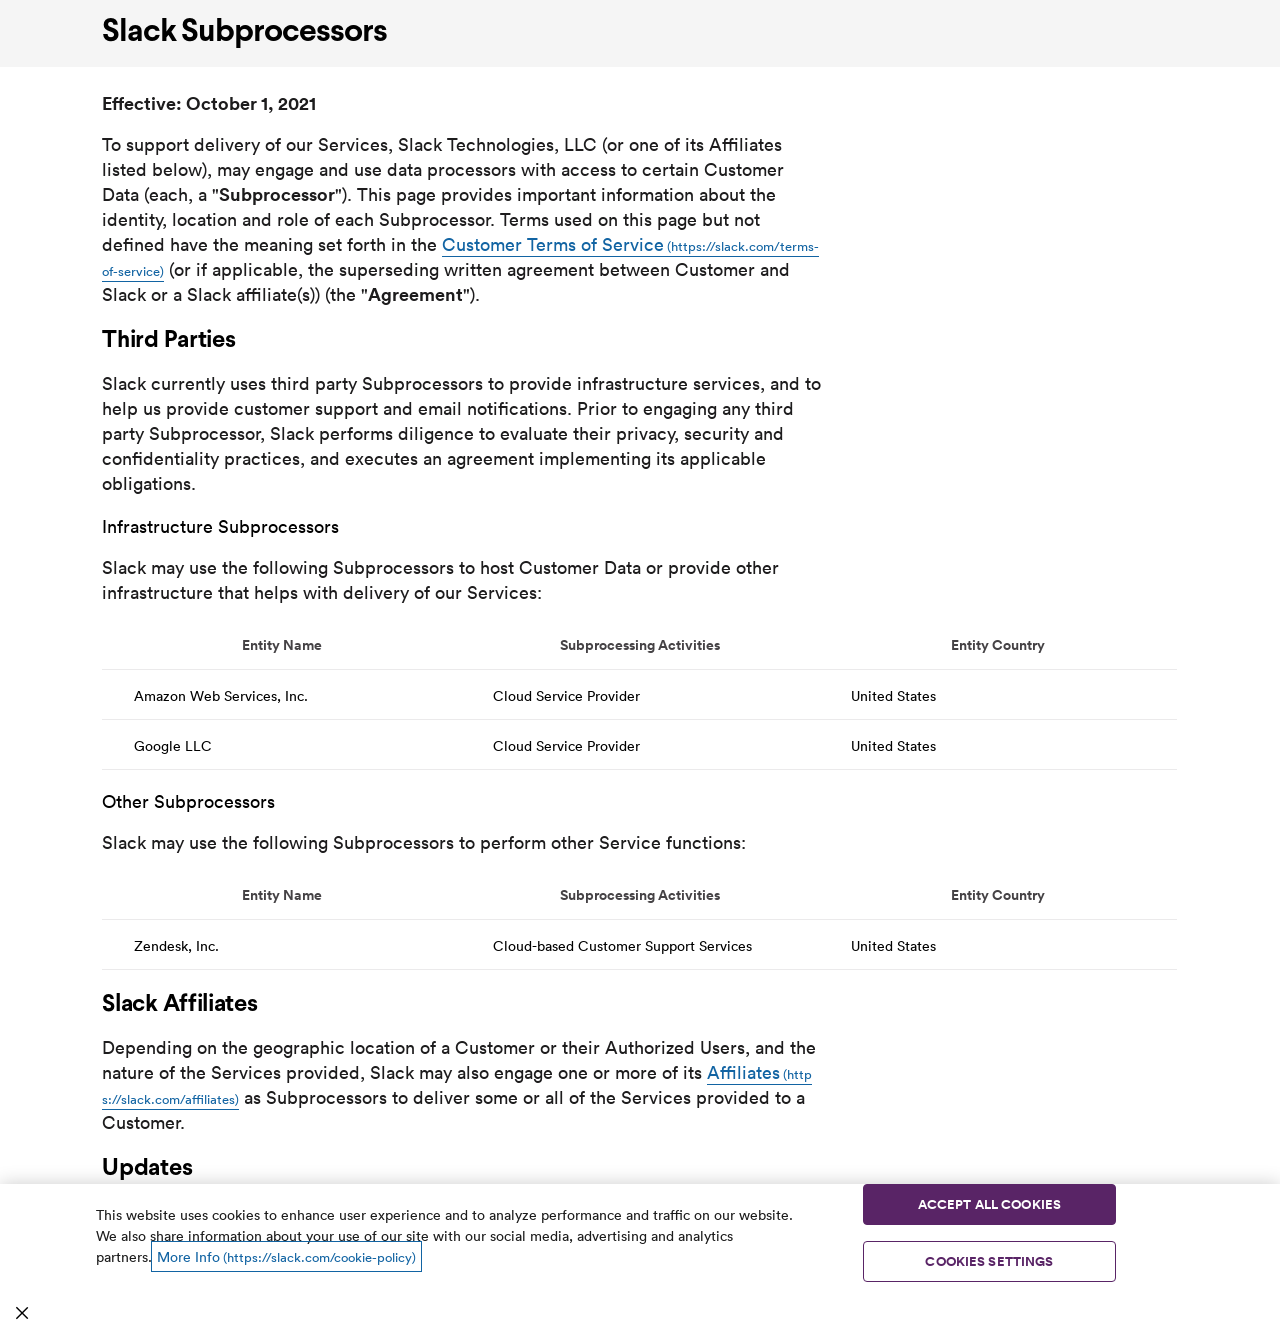 Slack Subprocessors
Effective: October 1, 2021
To support delivery of our Services, Slack Technologies, LLC (or one of its Affiliates
listed below), may engage and use data processors with access to certain Customer
Data (each, a "Subprocessor"). This page provides important information about the
identity, location and role of each Subprocessor. Terms used on this page but not
defined have the meaning set forth in the Customer Terms of Service (https://slack.com/terms-
of-service) (or if applicable, the superseding written agreement between Customer and
Slack or a Slack affiliate(s)) (the "Agreement").
Third Parties
Slack currently uses third party Subprocessors to provide infrastructure services, and to
help us provide customer support and email notifications. Prior to engaging any third
party Subprocessor, Slack performs diligence to evaluate their privacy, security and
confidentiality practices, and executes an agreement implementing its applicable
obligations.
Infrastructure Subprocessors
Slack may use the following Subprocessors to host Customer Data or provide other
infrastructure that helps with delivery of our Services:
Entity Name Subprocessing Activities Entity Country
Amazon Web Services, Inc. Cloud Service Provider United States
Google LLC Cloud Service Provider United States
Other Subprocessors
Slack may use the following Subprocessors to perform other Service functions:
Entity Name Subprocessing Activities Entity Country
Zendesk, Inc. Cloud-based Customer Support Services United States
Slack Affiliates
Depending on the geographic location of a Customer or their Authorized Users, and the
nature of the Services provided, Slack may also engage one or more of its Affiliates (http
s://slack.com/affiliates) as Subprocessors to deliver some or all of the Services provided to a
Customer.
Updates
This website uses cookies to enhance user experience and to analyze performance and traffic on our website.
We also share information about your use of our site with our social media, advertising and analytics
partners. More Info (https://slack.com/cookie-policy)
ACCEPT ALL COOKIES
COOKIES SETTINGS